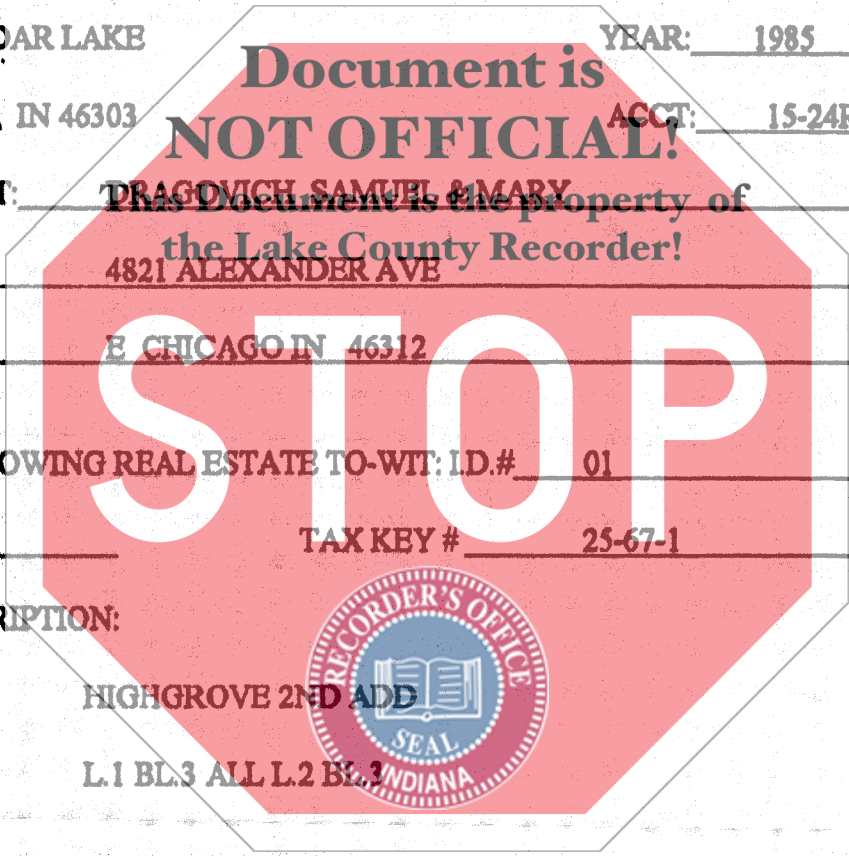 DAR LAKE YEAR: 1985
Document is
IN 46303 ACCT: 15-24
NOT OFFICIAL!
T: DRAGOVICH SAMUEL & MARY
This Document is the property of
the Lake County Recorder!
4821 ALEXANDER AVE
E CHICAGO IN 46312
STOP
OWING REAL ESTATE TO-WIT: I.D.# 01
TAX KEY # 25-67-1
RIPTION:
RECORDER'S OFFICE
HIGHGROVE 2ND ADD
SEAL
INDIANA
L.1 BL.3 ALL L.2 BL.3